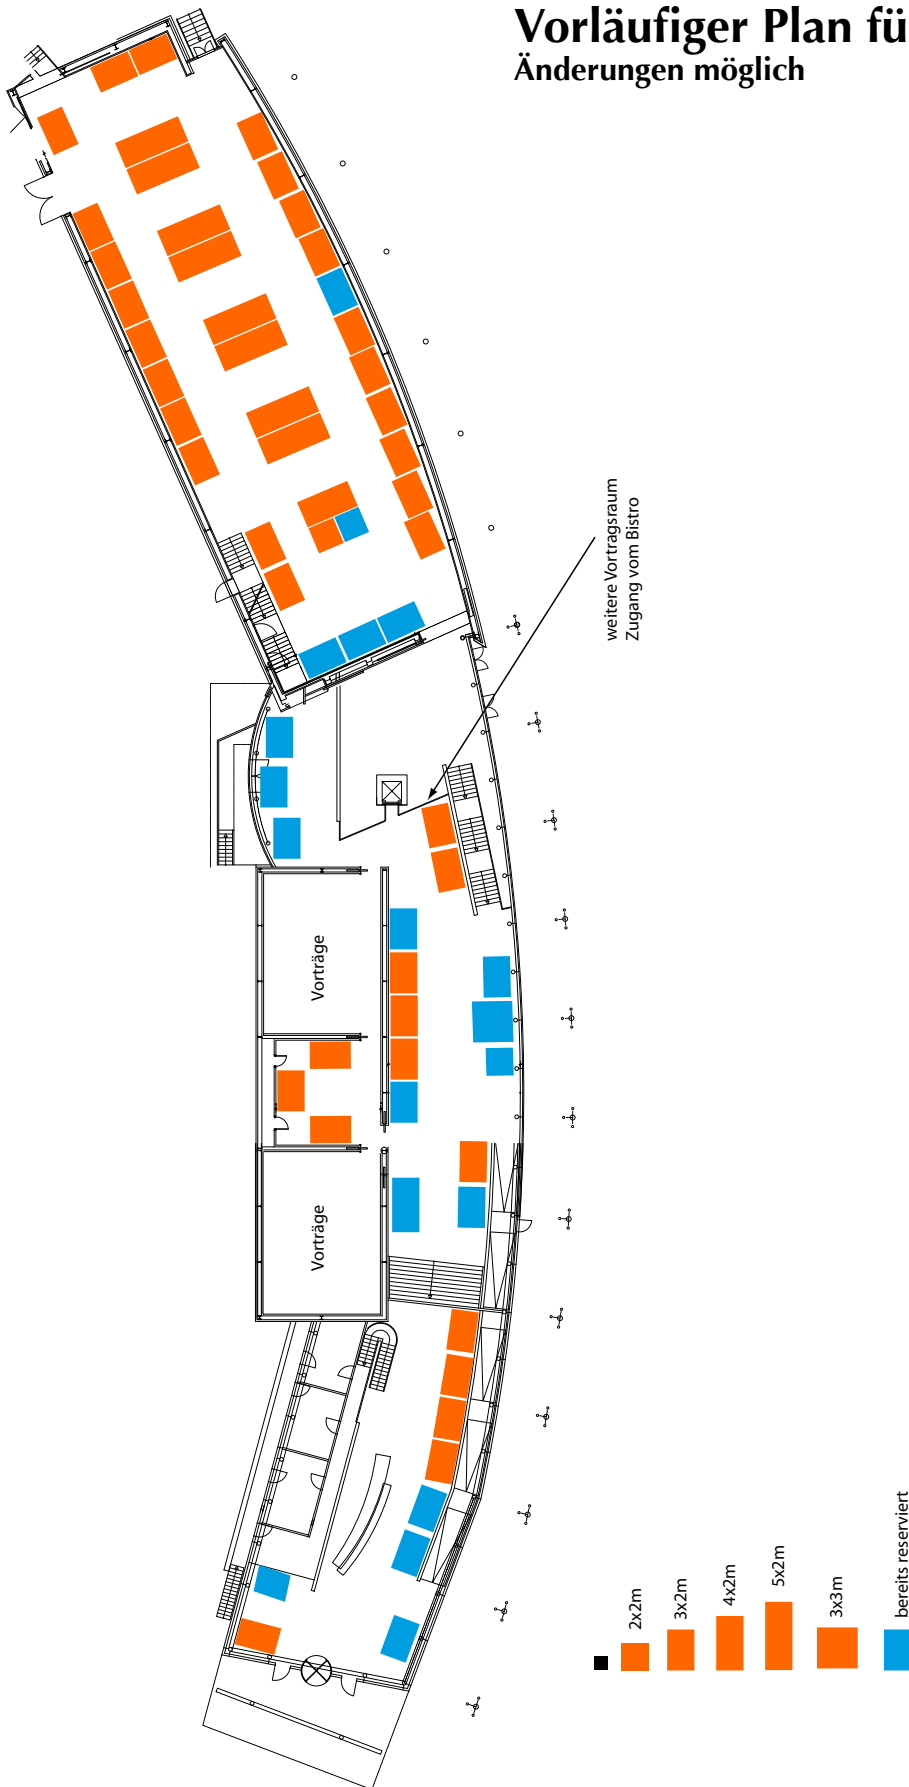 Vorläufiger Plan fü
Änderungen möglich
weitere Vortragsraum
Zugang vom Bistro
Vorträge
Vorträge
2x2m
3x2m
4x2m
5x2m
3x3m
bereits reserviert